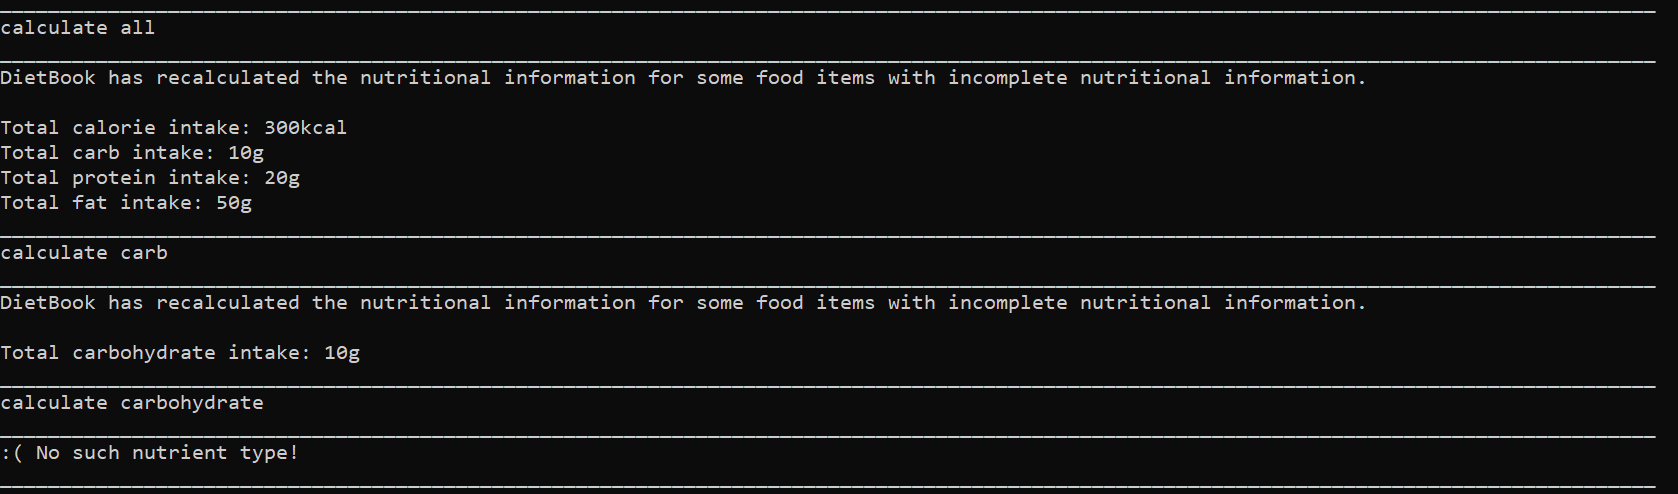 calculate all
DietBook has recalculated the nutritional information for some food items with incomplete nutritional information.
Total calorie intake: 300kcal
Total carb intake: 10g
Total protein intake: 20g
Total fat intake: 50g
calculate carb
DietBook has recalculated the nutritional information for some food items with incomplete nutritional information.
Total carbohydrate intake: 10g
calculate carbohydrate
:( No such nutrient type!